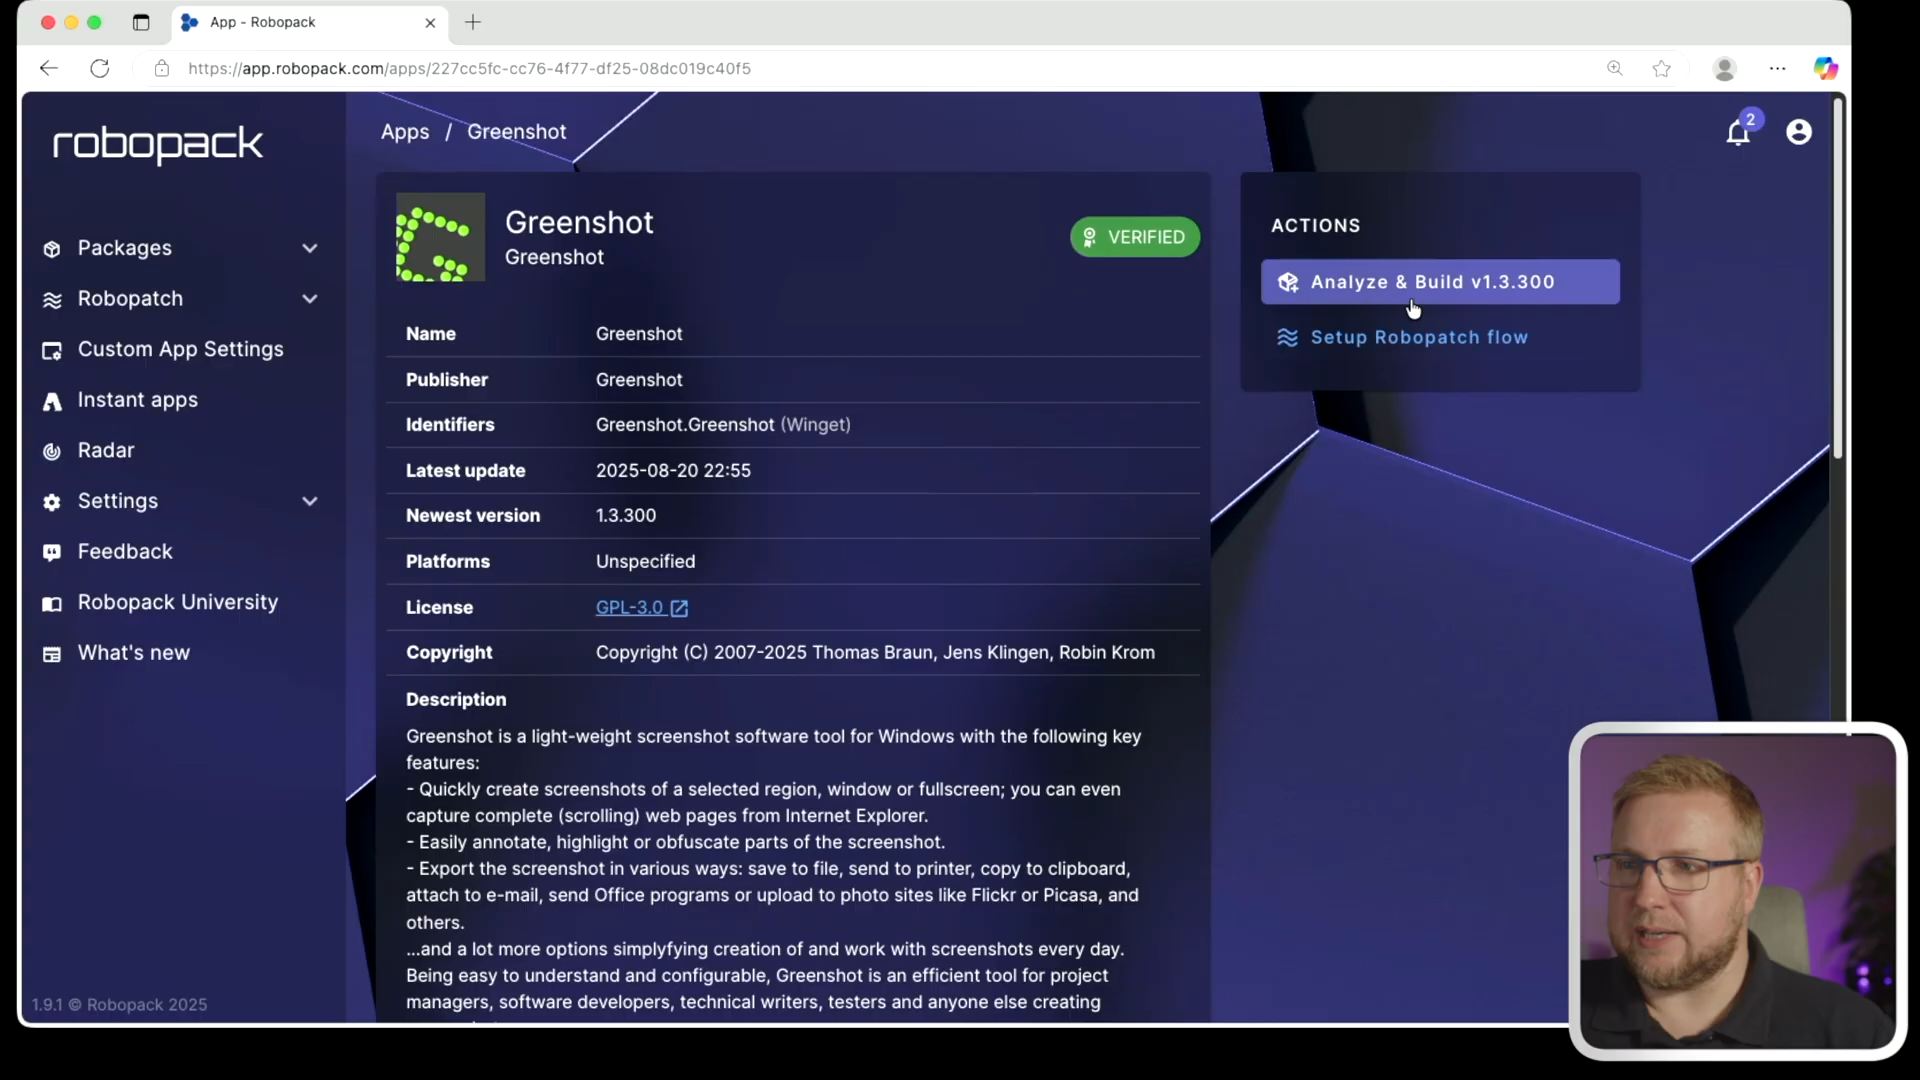 App - Robopack
https://app.robopack.com/apps/227cc5fc-cc76-4f77-df25-08dc019c40f5
robopack
Packages
Robopatch
Custom App Settings
Instant apps
Radar
Settings
Feedback
Robopack University
What's new
1.9.1 © Robopack 2025
Apps / Greenshot
2
Greenshot
Greenshot
VERIFIED
Name Greenshot
Publisher Greenshot
Identifiers Greenshot.Greenshot (Winget)
Latest update 2025-08-20 22:55
Newest version 1.3.300
Platforms Unspecified
License GPL-3.0
Copyright Copyright (C) 2007-2025 Thomas Braun, Jens Klingen, Robin Krom
Description
Greenshot is a light-weight screenshot software tool for Windows with the following key
features:
- Quickly create screenshots of a selected region, window or fullscreen; you can even
capture complete (scrolling) web pages from Internet Explorer.
- Easily annotate, highlight or obfuscate parts of the screenshot.
- Export the screenshot in various ways: save to file, send to printer, copy to clipboard,
attach to e-mail, send Office programs or upload to photo sites like Flickr or Picasa, and
others.
...and a lot more options simplyfying creation of and work with screenshots every day.
Being easy to understand and configurable, Greenshot is an efficient tool for project
managers, software developers, technical writers, testers and anyone else creating
ACTIONS
Analyze & Build v1.3.300
Setup Robopatch flow